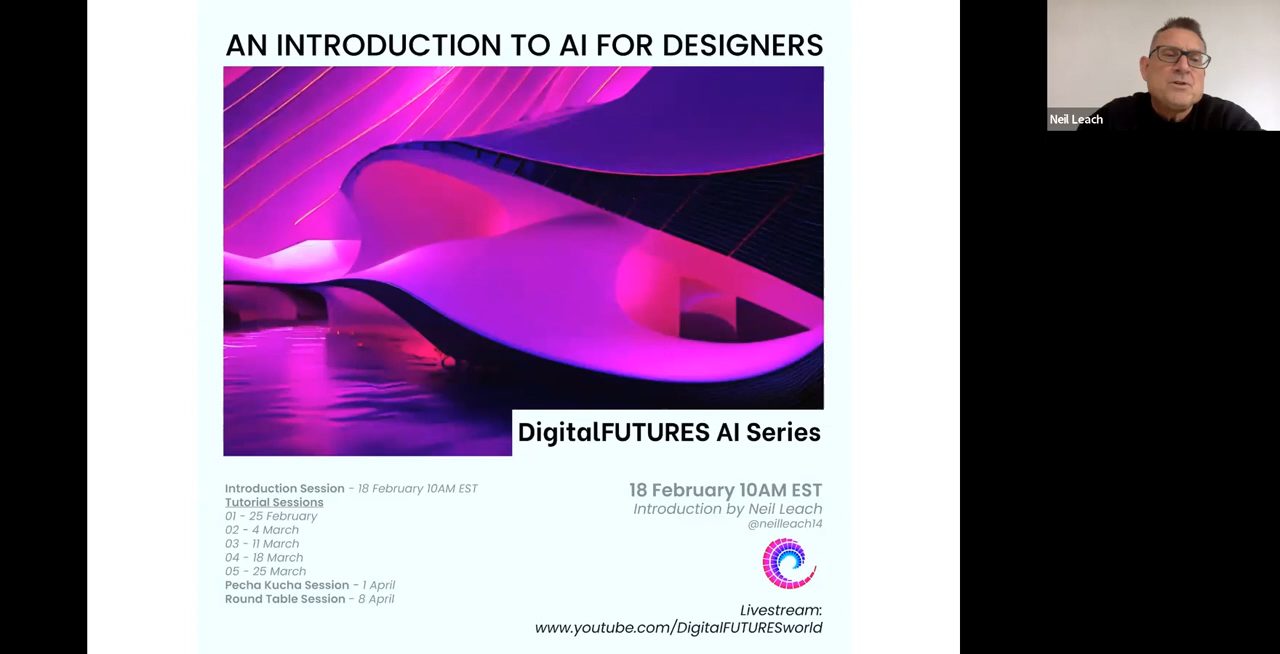 AN INTRODUCTION TO AI FOR DESIGNERS
Neil Leach
DigitalFUTURES AI Series
Introduction Session - 18 February 10AM EST
Tutorial Sessions
01 - 25 February
02 - 4 March
03 - 11 March
04 - 18 March
05 - 25 March
Pecha Kucha Session - 1 April
Round Table Session - 8 April
18 February 10AM EST
Introduction by Neil Leach
@neilleach14
Livestream:
www.youtube.com/DigitalFUTURESworld